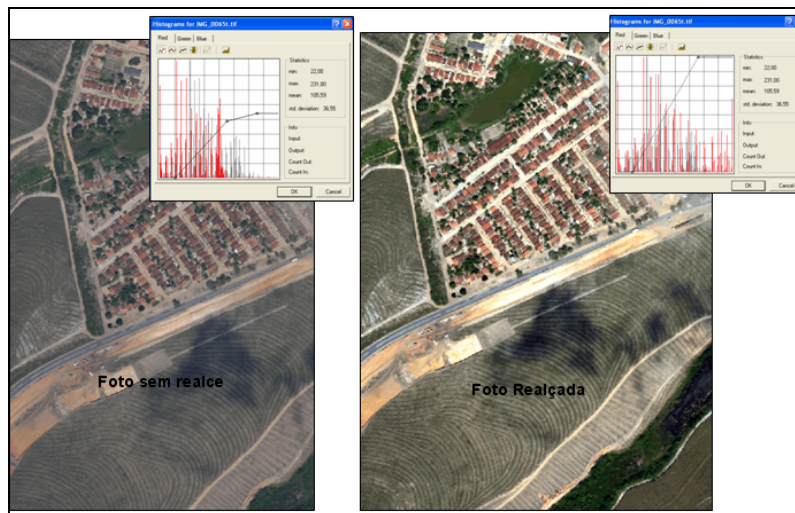 Histograms for IMG_0065t.tif
Red Green Blue
Statistics
min: 22,00
max: 231,00
mean: 105,59
std. deviation: 36,55
Info
Input:
Output:
Count Out:
Count In:
OK Cancel
Foto sem realce
Histograms for IMG_0065t.tif
Red Green Blue
Statistics
min: 22,00
max: 231,00
mean: 105,59
std. deviation: 36,55
Info
Input:
Output:
Count Out:
Count In:
OK Cancel
Foto Realçada